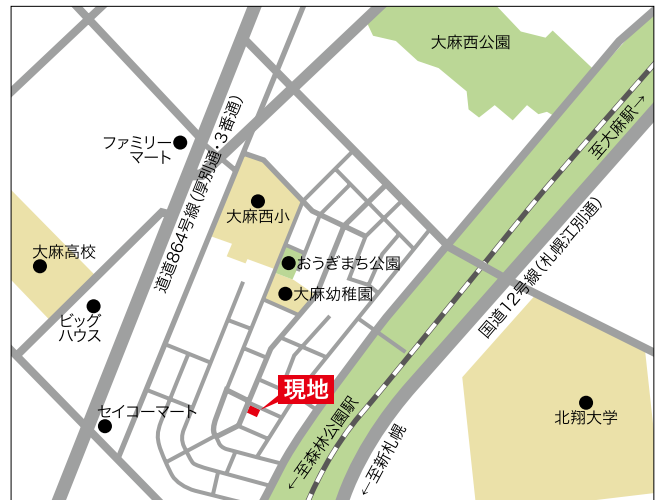 大麻西公園
至大麻駅→
ファミリー
マート
道道864号線(厚別通・3番通)
大麻西小
大麻高校
おうぎまち公園
大麻幼稚園
国道12号線(札幌江別通)
ビッグ
ハウス
現地
セイコーマート
北翔大学
←至森林公園駅
←至新札幌